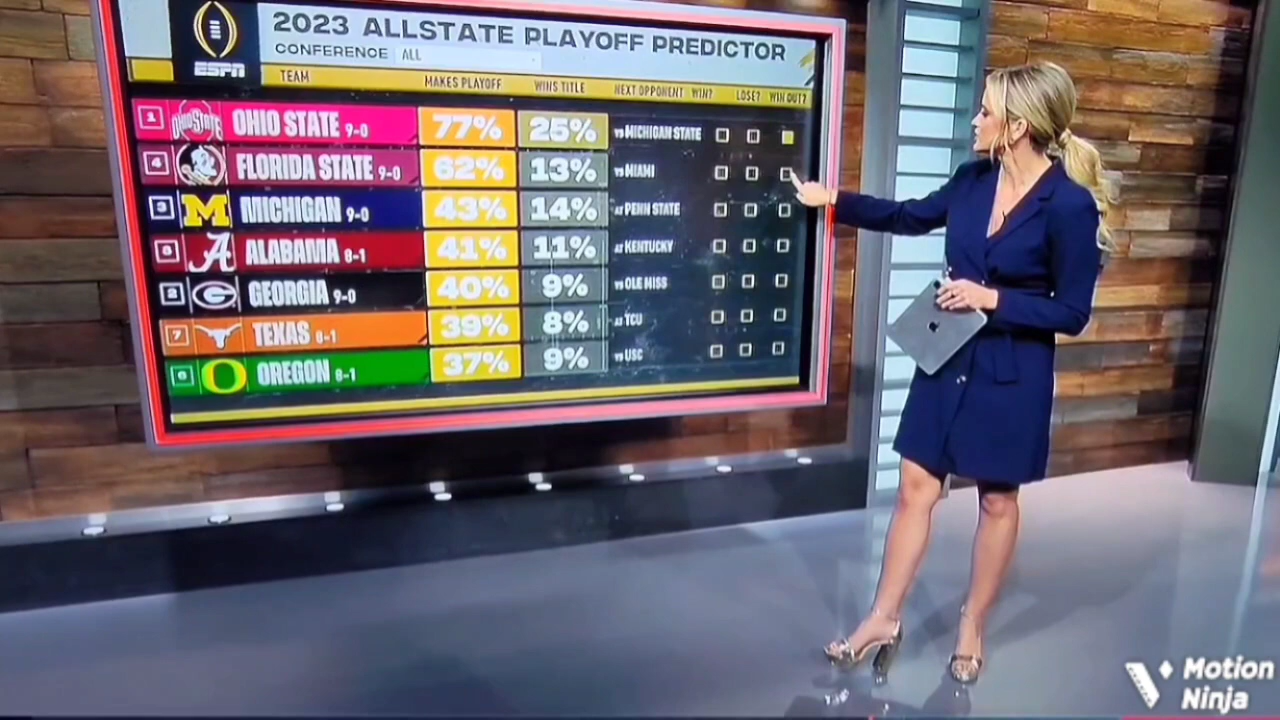 2023 ALLSTATE PLAYOFF PREDICTOR
ESPN
CONFERENCE ALL
TEAM MAKES PLAYOFF WINS TITLE NEXT OPPONENT WIN? LOSE? WIN OUT?
1 OHIO STATE OHIO STATE 9-0 77% 25% VS MICHIGAN STATE
4 FLORIDA STATE 9-0 62% 13% VS MIAMI
3 M MICHIGAN 9-0 43% 14% AT PENN STATE
8 A ALABAMA 8-1 41% 11% AT KENTUCKY
2 G GEORGIA 9-0 40% 9% VS OLE MISS
7 TEXAS 8-1 39% 8% AT TCU
6 O OREGON 8-1 37% 9% VS USC
Motion
Ninja